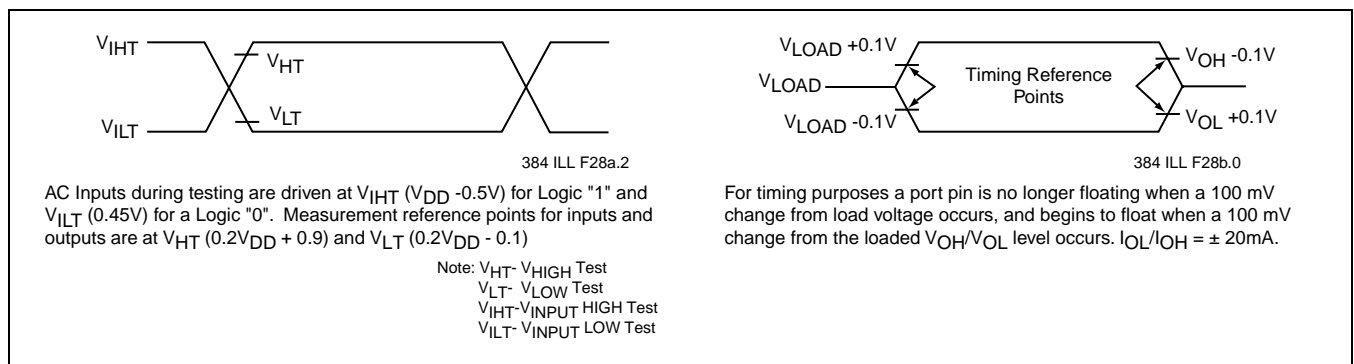 VIHT
VHT
VLT
VILT
384 ILL F28a.2
AC Inputs during testing are driven at VIHT (VDD -0.5V) for Logic "1" and
VILT (0.45V) for a Logic "0". Measurement reference points for inputs and
outputs are at VHT (0.2VDD + 0.9) and VLT (0.2VDD - 0.1)
Note: VHT- VHIGH Test
VLT- VLOW Test
VIHT-VINPUT HIGH Test
VILT- VINPUT LOW Test
VLOAD +0.1V
VLOAD
VLOAD -0.1V
Timing Reference
Points
VOH -0.1V
VOL +0.1V
384 ILL F28b.0
For timing purposes a port pin is no longer floating when a 100 mV
change from load voltage occurs, and begins to float when a 100 mV
change from the loaded VOH/VOL level occurs. IOL/IOH = ± 20mA.